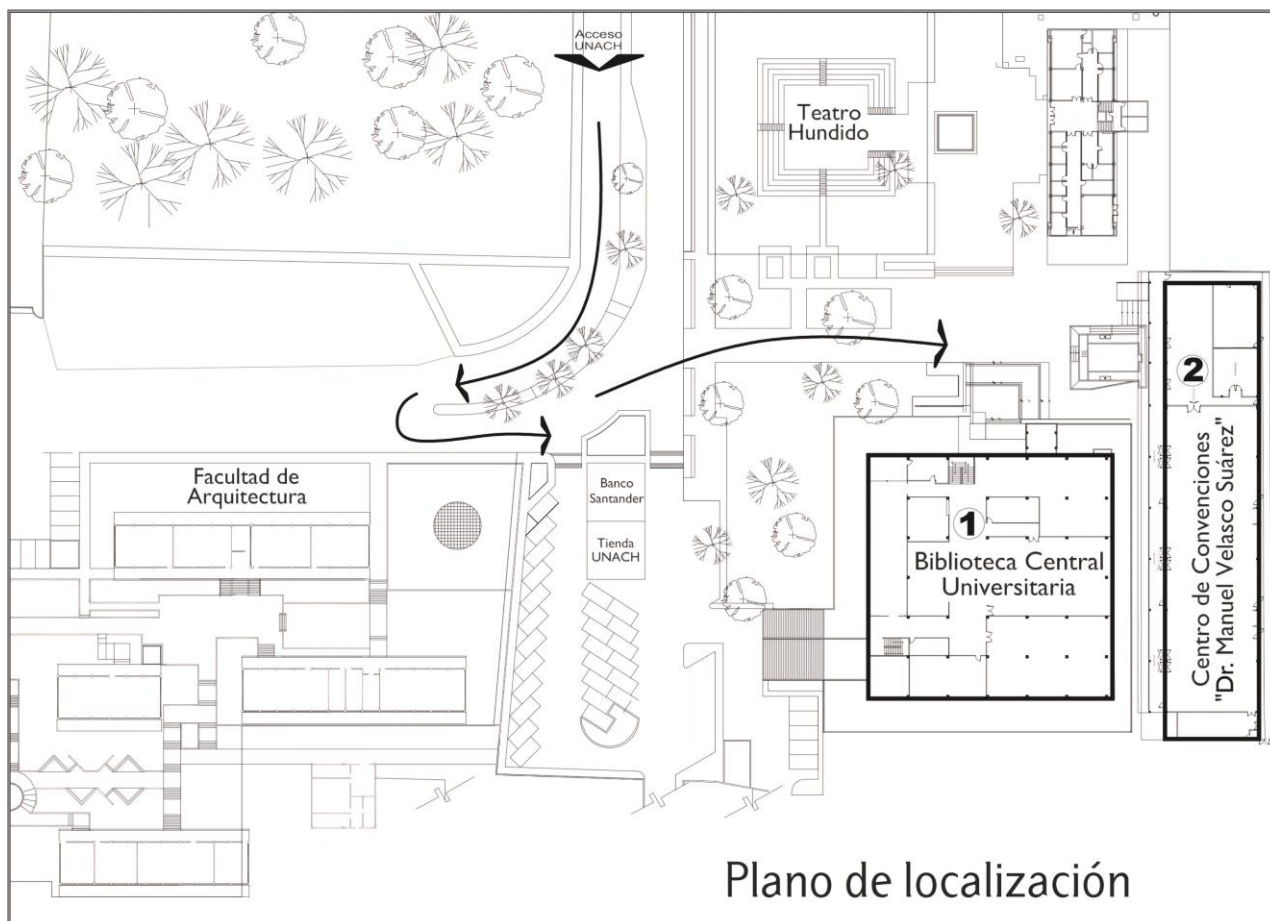 Acceso
UNACH
Teatro
Hundido
2
Centro de Convenciones
"Dr. Manuel Velasco Suárez"
Facultad de
Arquitectura
Banco
Santander
Tienda
UNACH
1
Biblioteca Central
Universitaria
Plano de localización